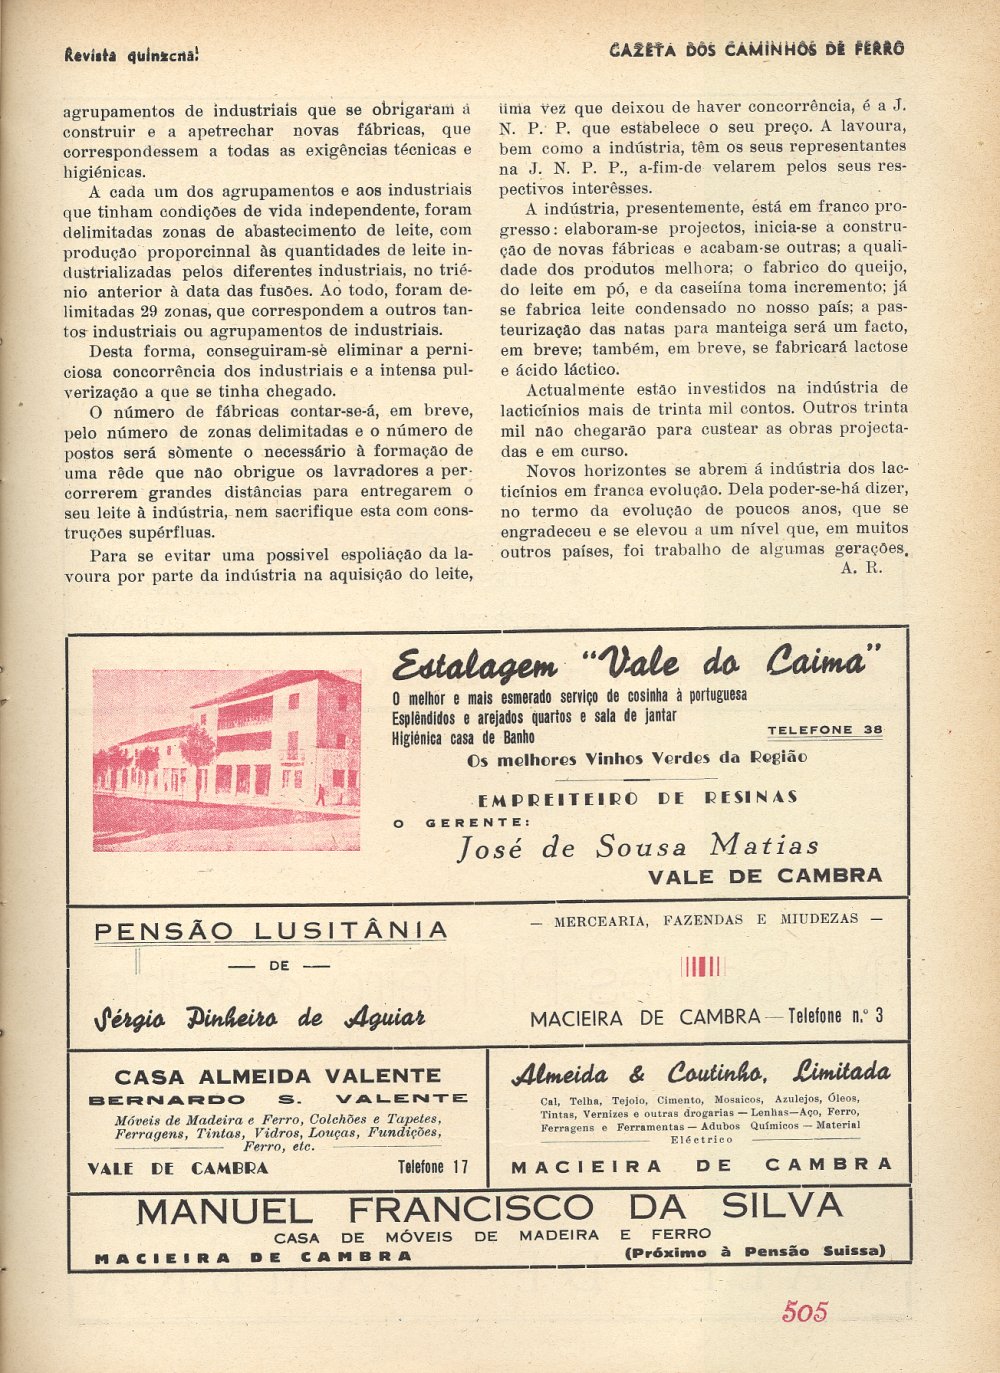 Revista quinzenal
GAZETA DOS CAMINHOS DE FERRO
agrupamentos de industriais que se obrigaram á
construir e a apetrechar novas fábricas, que
correspondessem a todas as exigências técnicas e
higiénicas.
A cada um dos agrupamentos e aos industriais
que tinham condições de vida independente, foram
delimitadas zonas de abastecimento de leite, com
produção proporcinnal às quantidades de leite in-
dustrializadas pelos diferentes industriais, no trié-
nio anterior à data das fusões. Ao todo, foram de-
limitadas 29 zonas, que correspondem a outros tan-
tos industriais ou agrupamentos de industriais.
Desta forma, conseguiram-se eliminar a perni-
ciosa concorrência dos industriais e a intensa pul-
verização a que se tinha chegado.
O número de fábricas contar-se-á, em breve,
pelo número de zonas delimitadas e o número de
postos será sòmente o necessário à formação de
uma rêde que não obrigue os lavradores a per-
correrem grandes distâncias para entregarem o
seu leite à indústria, nem sacrifique esta com cons-
truções supérfluas.
Para se evitar uma possivel espoliação da la-
voura por parte da indústria na aquisição do leite,
uma vez que deixou de haver concorrência, é a J.
N. P. P. que estabelece o seu preço. A lavoura,
bem como a indústria, têm os seus representantes
na J. N. P. P., a-fim-de velarem pelos seus res-
pectivos interêsses.
A indústria, presentemente, está em franco pro-
gresso: elaboram-se projectos, inicia-se a constru-
ção de novas fábricas e acabam-se outras; a quali-
dade dos produtos melhora; o fabrico do queijo,
do leite em pó, e da caseiína toma incremento; já
se fabrica leite condensado no nosso país; a pas-
teurização das natas para manteiga será um facto,
em breve; também, em breve, se fabricará lactose
e ácido láctico.
Actualmente estão investidos na indústria de
lacticínios mais de trinta mil contos. Outros trinta
mil não chegarão para custear as obras projecta-
das e em curso.
Novos horizontes se abrem á indústria dos lac-
ticínios em franca evolução. Dela poder-se-há dizer,
no termo da evolução de poucos anos, que se
engradeceu e se elevou a um nível que, em muitos
outros países, foi trabalho de algumas gerações.
A. R.
Estalagem "Vale do Caima"
O melhor e mais esmerado serviço de cosinha à portuguesa
Esplêndidos e arejados quartos e sala de jantar
Higiénica casa de Banho
TELEFONE 38
Os melhores Vinhos Verdes da Região
EMPREITEIRO DE RESINAS
O GERENTE:
José de Sousa Matias
VALE DE CAMBRA
PENSÃO LUSITÂNIA
— DE —
Sérgio Pinheiro de Aguiar
— MERCEARIA, FAZENDAS E MIUDEZAS —
MACIEIRA DE CAMBRA — Telefone n.º 3
CASA ALMEIDA VALENTE
BERNARDO S. VALENTE
Móveis de Madeira e Ferro, Colchões e Tapetes,
Ferragens, Tintas, Vidros, Louças, Fundições,
Ferro, etc.
VALE DE CAMBRA Telefone 17
Almeida & Coutinho, Limitada
Cal, Telha, Tejolo, Cimento, Mosaicos, Azulejos, Óleos,
Tintas, Vernizes e outras drogarias — Lenhas — Aço, Ferro,
Ferragens e Ferramentas — Adubos Químicos — Material
Eléctrico
MACIEIRA DE CAMBRA
MANUEL FRANCISCO DA SILVA
CASA DE MÓVEIS DE MADEIRA E FERRO
MACIEIRA DE CAMBRA (Próximo à Pensão Suissa)
505